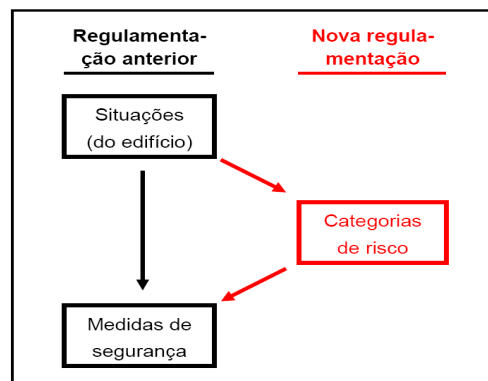 Regulamenta-
ção anterior
Nova regula-
mentação
Situações
(do edifício)
Categorias
de risco
Medidas de
segurança